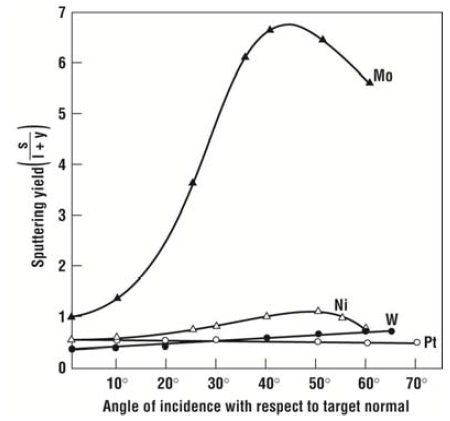 7
6
5
4
3
2
1
0
Sputtering yield (S / 1 + γ)
Mo
Ni
W
Pt
10° 20° 30° 40° 50° 60° 70°
Angle of incidence with respect to target normal